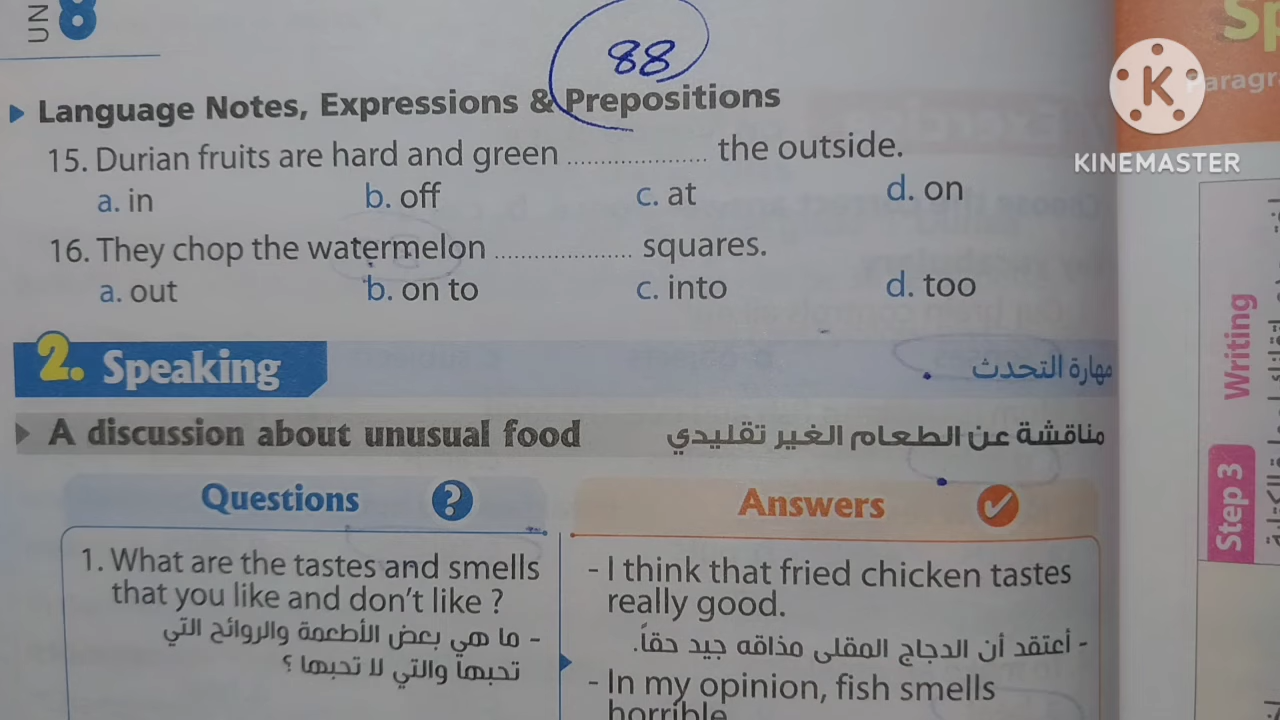 UN 8
88
Language Notes, Expressions & Prepositions
15. Durian fruits are hard and green .................... the outside.
a. in b. off c. at d. on
16. They chop the watermelon .................... squares.
a. out b. on to c. into d. too
2. Speaking مهارة التحدث
A discussion about unusual food مناقشة عن الطعام الغير تقليدي
Questions ?
1. What are the tastes and smells
that you like and don't like ?
- ما هي بعض الأطعمة والروائح التي
تحبها والتي لا تحبها ؟
Answers
- I think that fried chicken tastes
really good.
- أعتقد أن الدجاج المقلى مذاقه جيد حقاً.
- In my opinion, fish smells
horrible
Sp
Paragr
K
KINEMASTER
Writing
Step 3